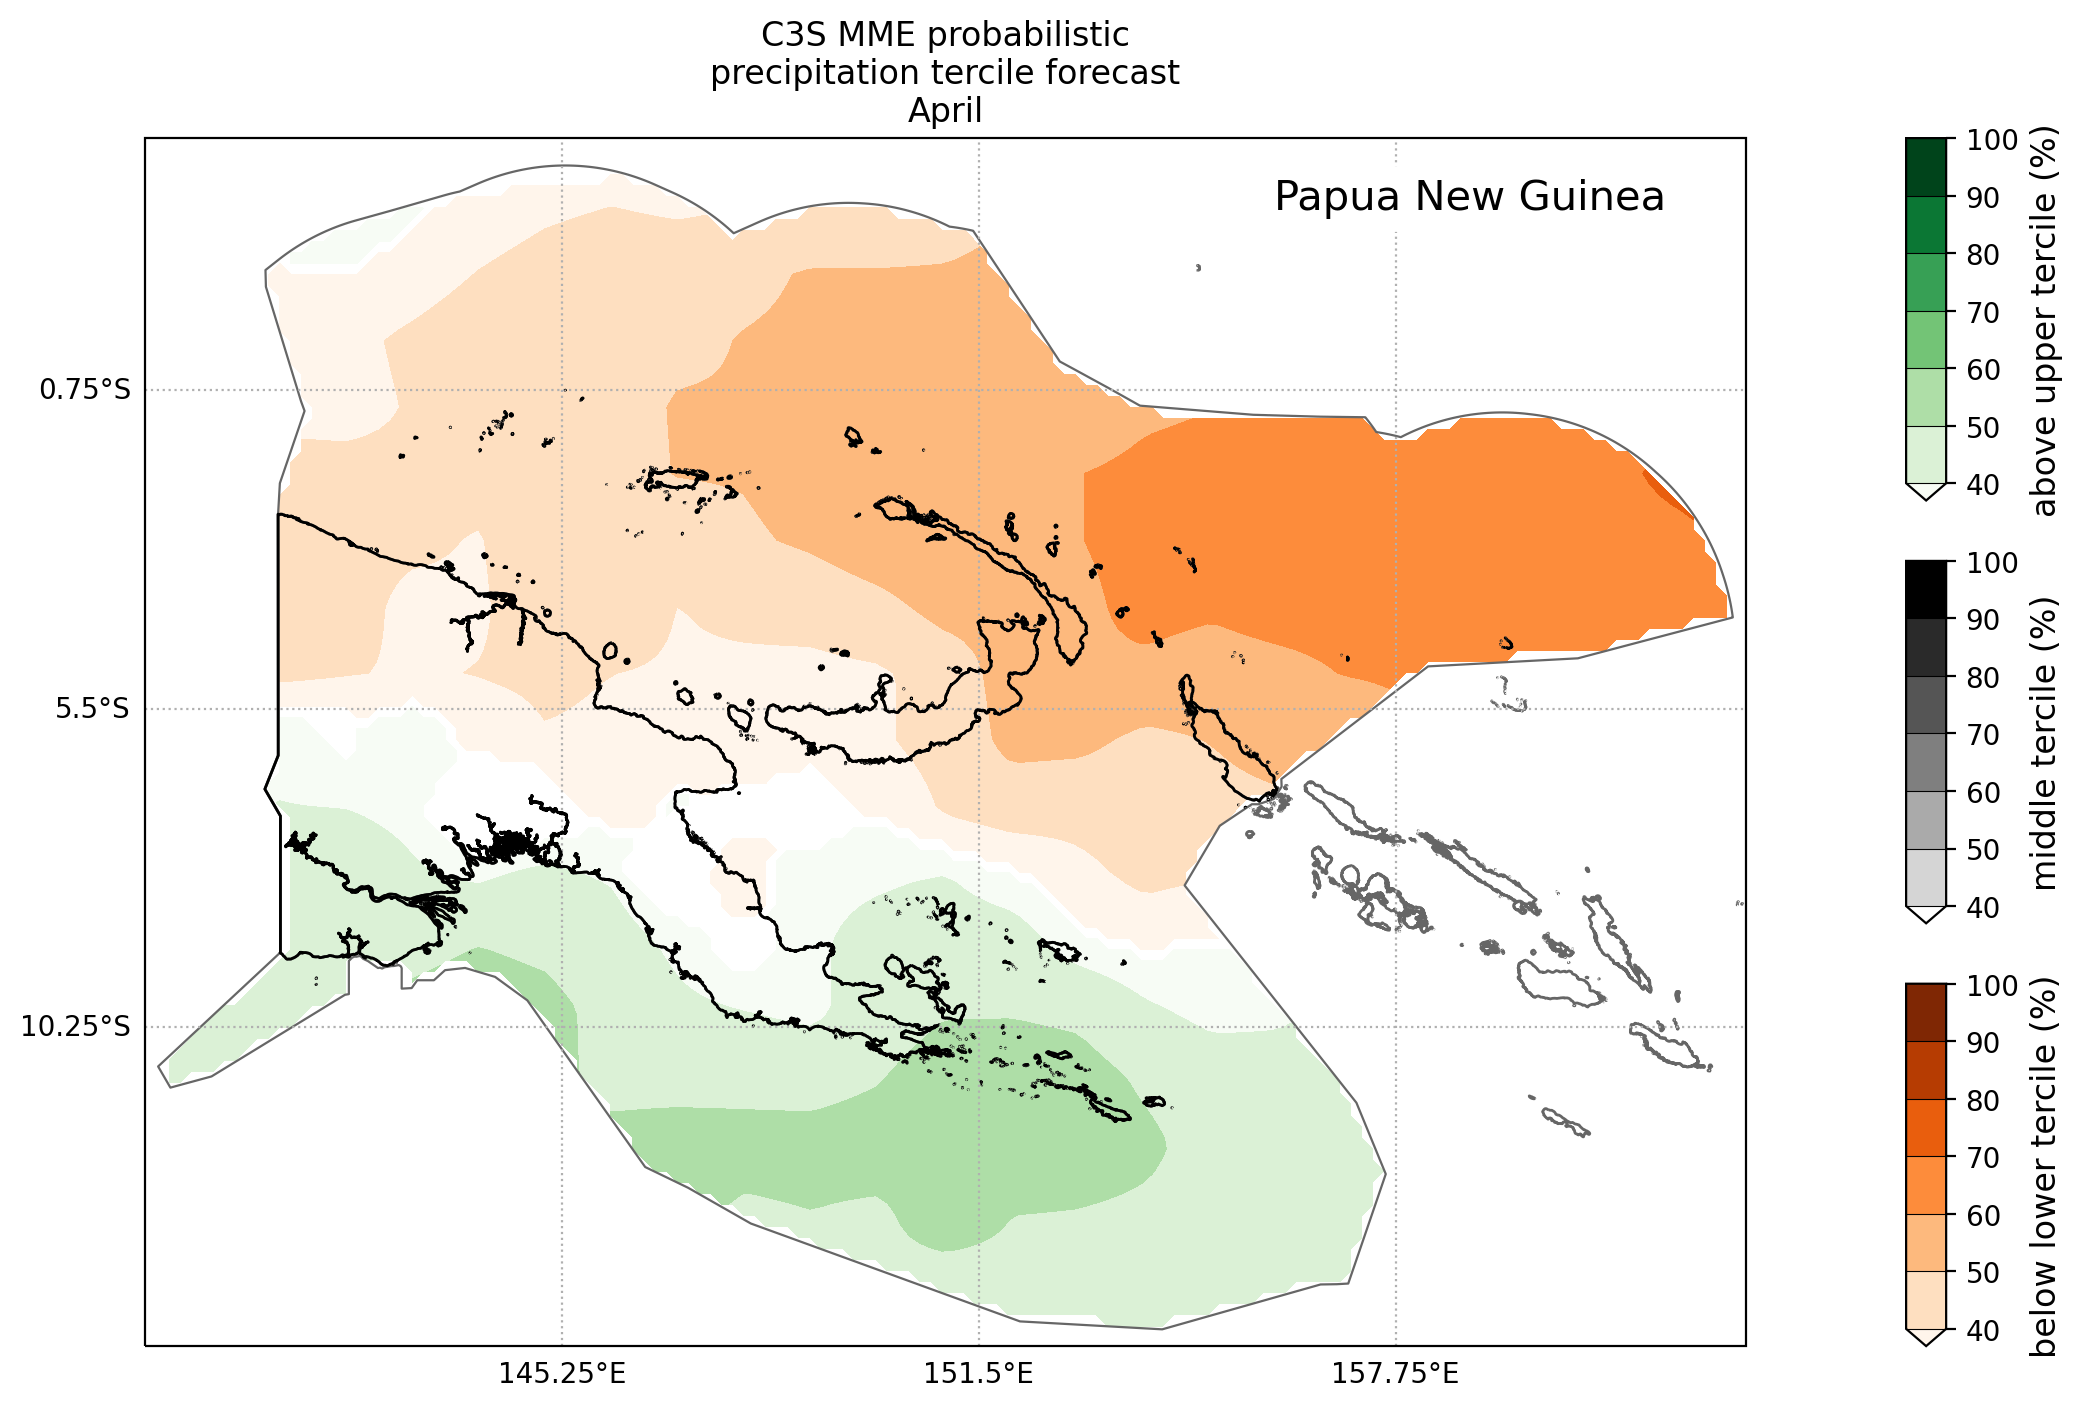 C3S MME probabilistic
precipitation tercile forecast
April
Papua New Guinea
0.75°S
5.5°S
10.25°S
145.25°E
151.5°E
157.75°E
100
90
80
70
60
50
40
above upper tercile (%)
100
90
80
70
60
50
40
middle tercile (%)
100
90
80
70
60
50
40
below lower tercile (%)